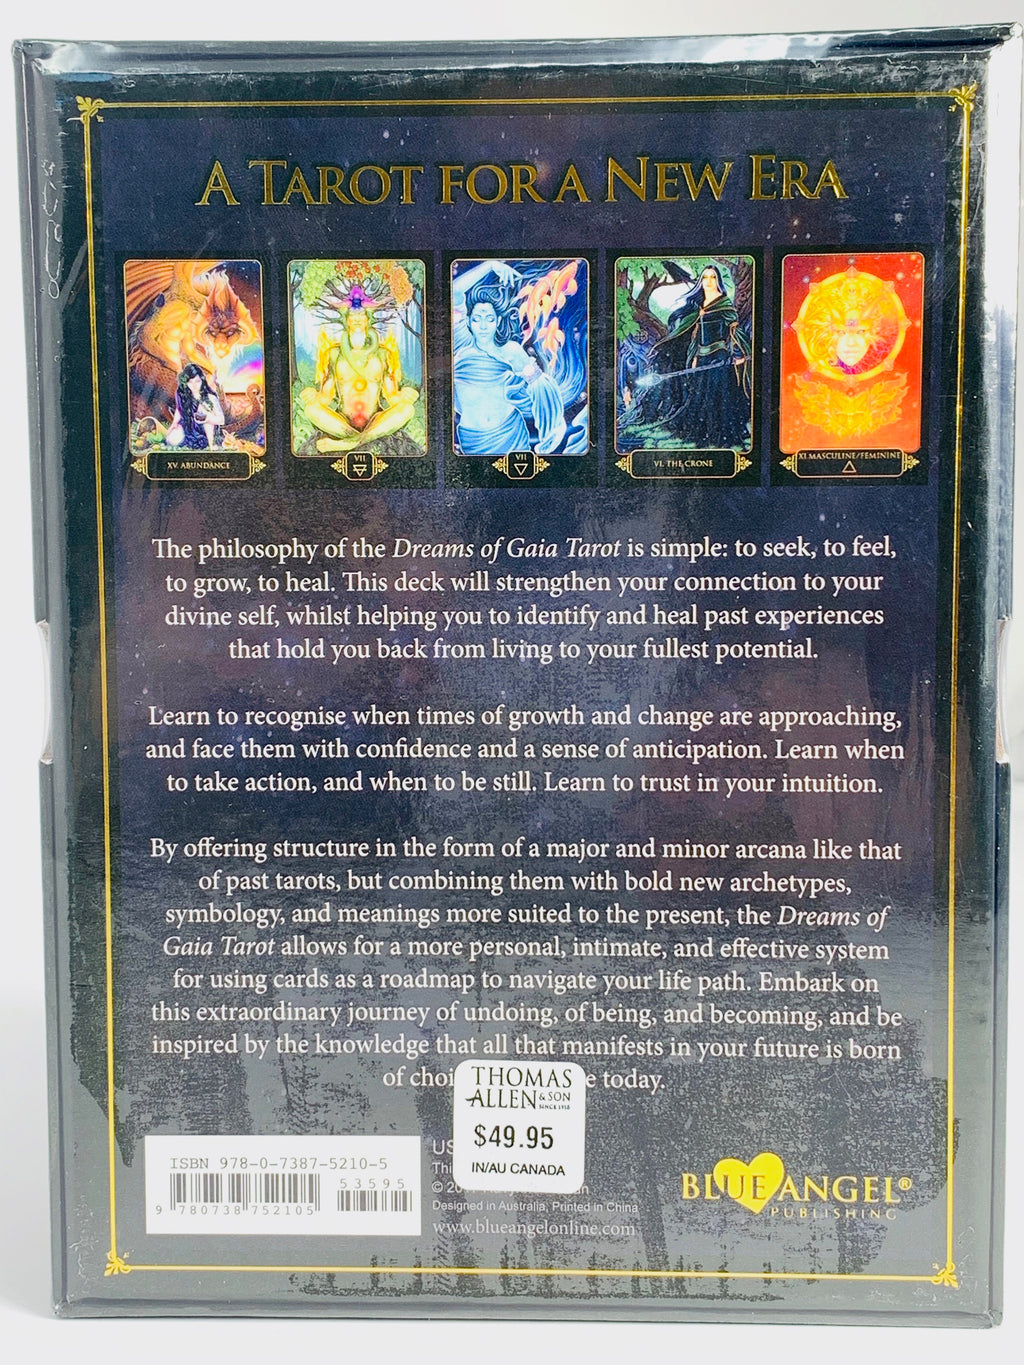 A TAROT FOR A NEW ERA
XV. ABUNDANCE
VII
VII
VI. THE CRONE
XI MASCULINE/FEMININE
The philosophy of the Dreams of Gaia Tarot is simple: to seek, to feel,
to grow, to heal. This deck will strengthen your connection to your
divine self, whilst helping you to identify and heal past experiences
that hold you back from living to your fullest potential.
Learn to recognise when times of growth and change are approaching,
and face them with confidence and a sense of anticipation. Learn when
to take action, and when to be still. Learn to trust in your intuition.
By offering structure in the form of a major and minor arcana like that
of past tarots, but combining them with bold new archetypes,
symbology, and meanings more suited to the present, the Dreams of
Gaia Tarot allows for a more personal, intimate, and effective system
for using cards as a roadmap to navigate your life path. Embark on
this extraordinary journey of undoing, of being, and becoming, and be
inspired by the knowledge that all that manifests in your future is born
of today.
THOMAS
ALLEN & SON
SINCE 1916
$49.95
IN/AU CANADA
ISBN 978-0-7387-5210-5
53595
9 780738 752105
©
Designed in Australia, Printed in China
www.blueangelonline.com
BLUE ANGEL®
PUBLISHING